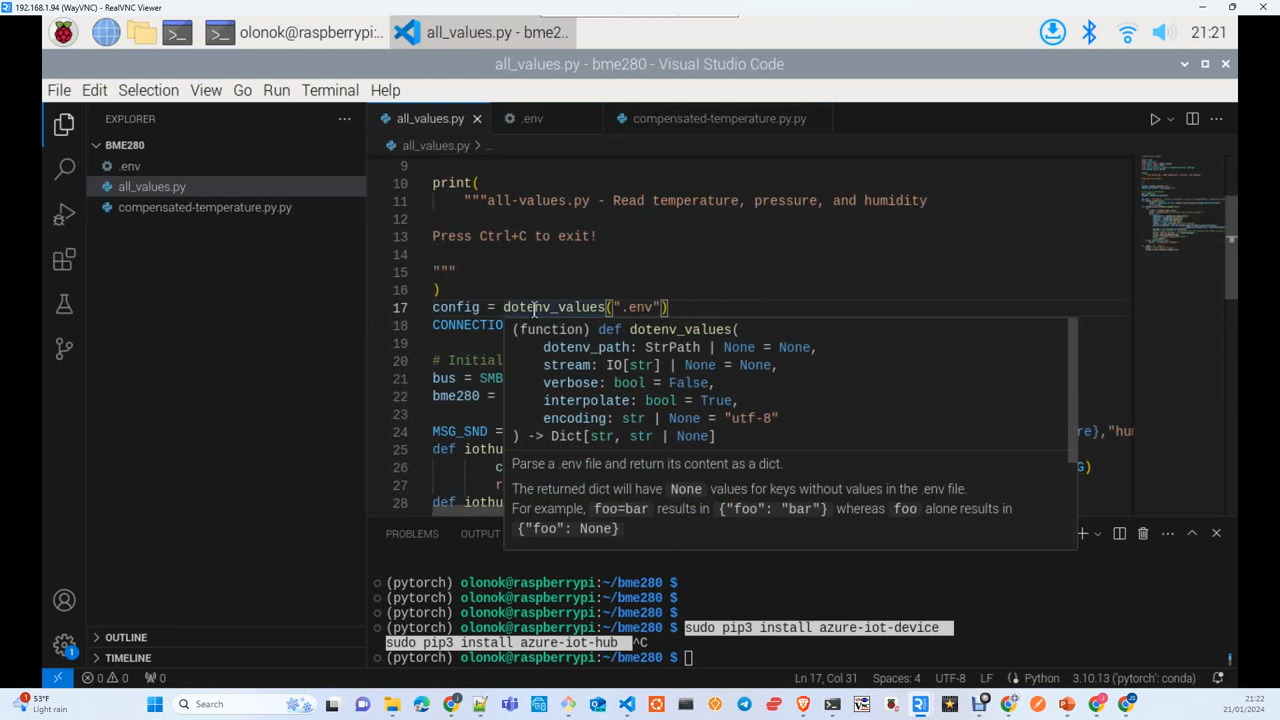 192.168.1.94 (WayVNC) - RealVNC Viewer
olonok@raspberrypi:..
all_values.py - bme2..
21:21
all_values.py - bme280 - Visual Studio Code
File Edit Selection View Go Run Terminal Help
EXPLORER
BME280
.env
all_values.py
compensated-temperature.py.py
OUTLINE
TIMELINE
all_values.py
.env
compensated-temperature.py.py
all_values.py > ...
9
10 print(
11 """all-values.py - Read temperature, pressure, and humidity
12
13 Press Ctrl+C to exit!
14
15 """
16 )
17 config = dotenv_values(".env")
18 CONNECTIO
19
20 # Initial
21 bus = SMB
22 bme280 =
23
24 MSG_SND = re},"hum
25 def iothu
26 c G)
27 r
28 def iothu
(function) def dotenv_values(
dotenv_path: StrPath | None = None,
stream: IO[str] | None = None,
verbose: bool = False,
interpolate: bool = True,
encoding: str | None = "utf-8"
) -> Dict[str, str | None]
Parse a .env file and return its content as a dict.
The returned dict will have None values for keys without values in the .env file.
For example, foo=bar results in {"foo": "bar"} whereas foo alone results in
{"foo": None}
PROBLEMS OUTPUT
(pytorch) olonok@raspberrypi:~/bme280 $
(pytorch) olonok@raspberrypi:~/bme280 $
(pytorch) olonok@raspberrypi:~/bme280 $
(pytorch) olonok@raspberrypi:~/bme280 $ sudo pip3 install azure-iot-device
sudo pip3 install azure-iot-hub ^C
(pytorch) olonok@raspberrypi:~/bme280 $
1
0 0 0 Ln 17, Col 31 Spaces: 4 UTF-8 LF Python 3.10.13 ('pytorch': conda)
53°F
Light rain
Search
21:22
21/01/2024